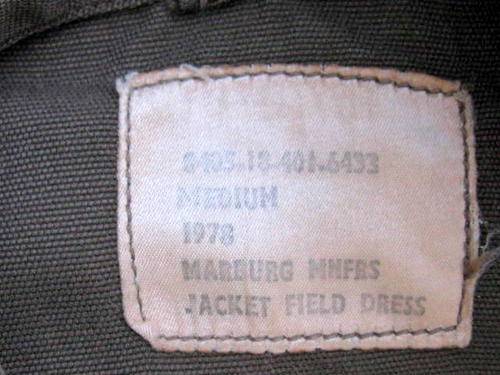 8405.18-401.6433
MEDIUM
1978
MARBURG MNFRS
JACKET FIELD DRESS